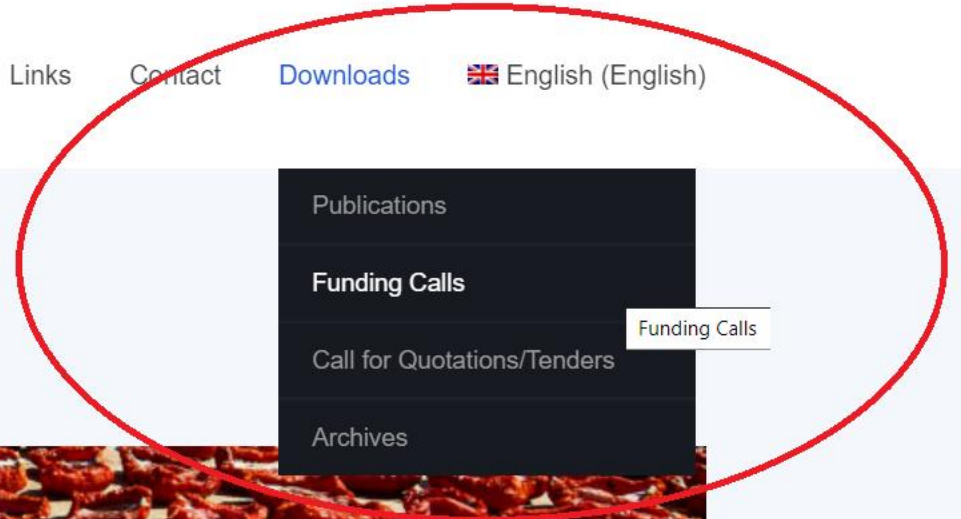 Links Contact Downloads English (English)
Publications
Funding Calls
Funding Calls
Call for Quotations/Tenders
Archives